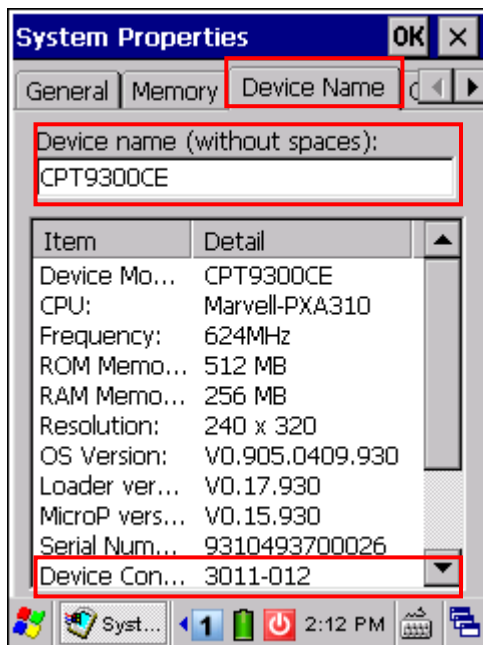 System Properties OK ×
General Memory Device Name
Device name (without spaces):
CPT9300CE
Item Detail
Device Mo... CPT9300CE
CPU: Marvell-PXA310
Frequency: 624MHz
ROM Memo... 512 MB
RAM Memo... 256 MB
Resolution: 240 x 320
OS Version: V0.905.0409.930
Loader ver... V0.17.930
MicroP vers... V0.15.930
Serial Num... 9310493700026
Device Con... 3011-012
Syst... 1 2:12 PM